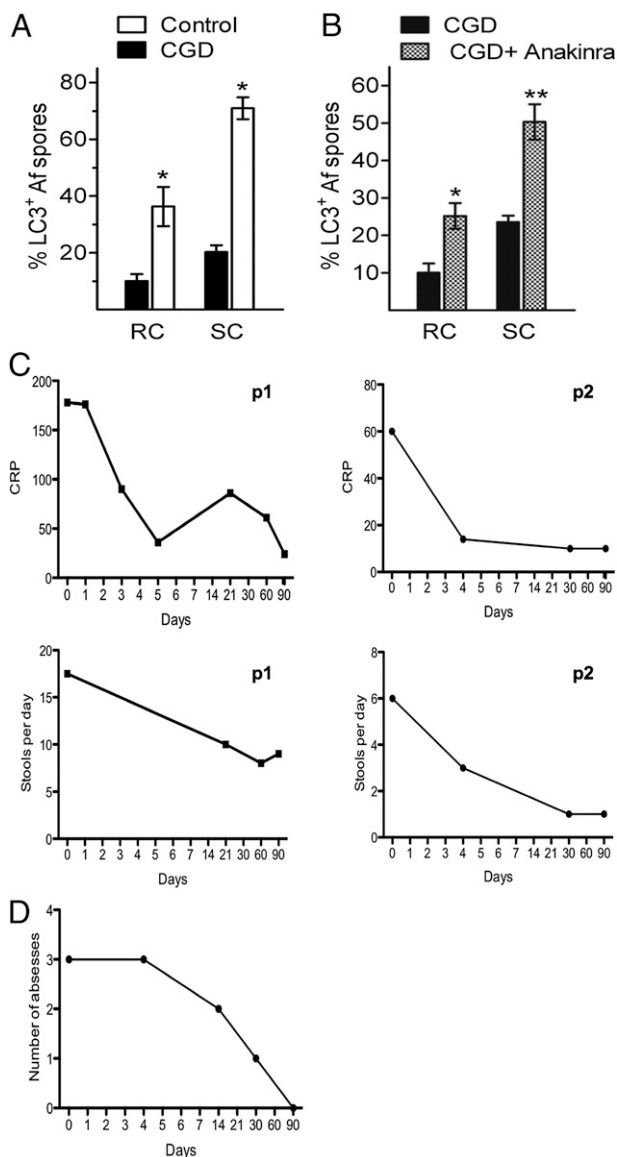 A
Control
CGD
% LC3+ Af spores
80
60
40
20
* *
RC SC
B
CGD
CGD+ Anakinra
% LC3+ Af spores
60
50
40
30
20
10
* **
RC SC
C
p1
CRP
200
150
100
50
0
0 1 2 3 4 5 6 7 14 21 30 60 90
Days
p2
CRP
80
60
40
20
0
0 1 2 3 4 5 6 7 14 21 30 60 90
Days
p1
Stools per day
20
15
10
5
0
0 1 2 3 4 5 6 7 14 21 30 60 90
Days
p2
Stools per day
8
6
4
2
0
0 1 2 3 4 5 6 7 14 21 30 60 90
Days
D
Number of absesses
4
3
2
1
0
0 1 2 3 4 5 6 7 14 21 30 60 90
Days